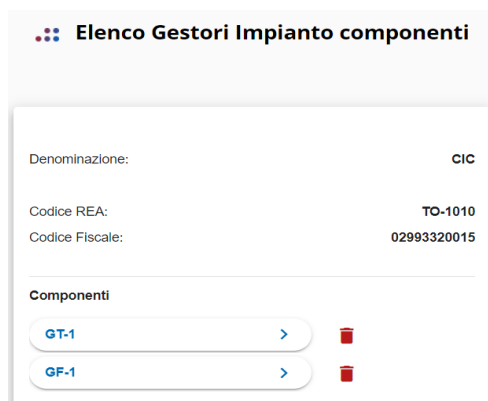 Elenco Gestori Impianto componenti
Denominazione: CIC
Codice REA: TO-1010
Codice Fiscale: 02993320015
Componenti
GT-1
GF-1